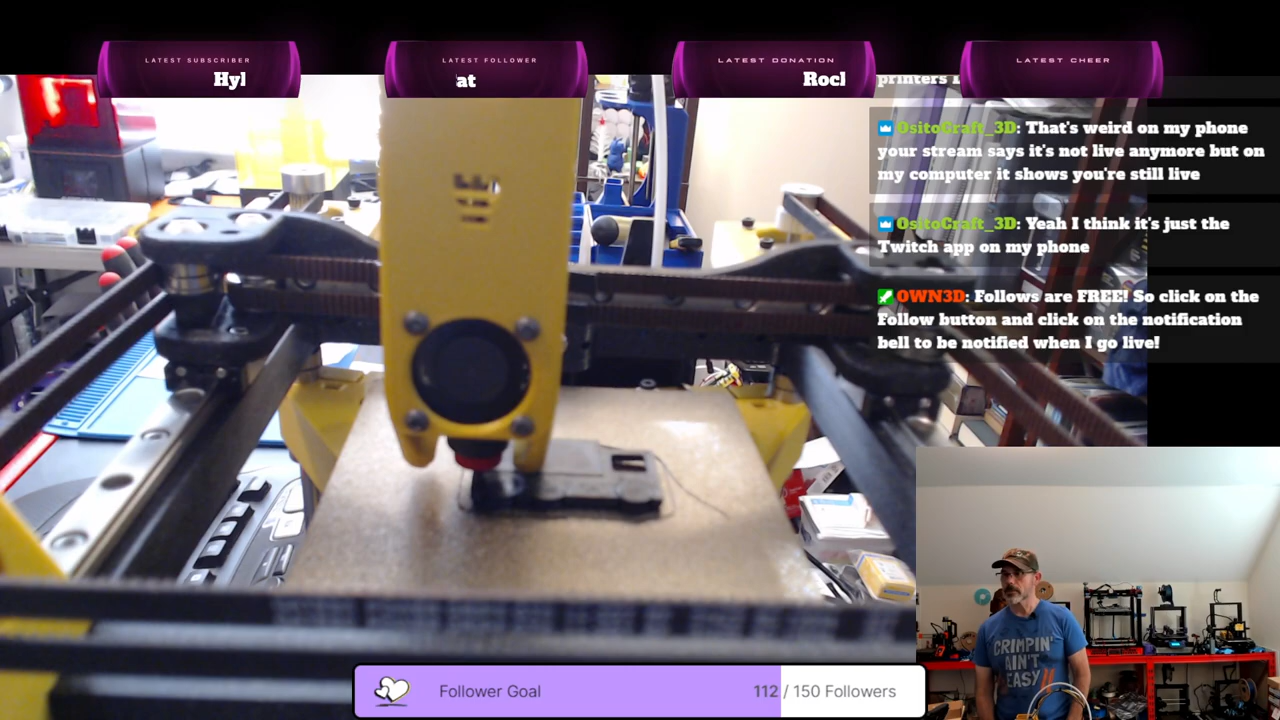 LATEST SUBSCRIBER
Hyl
LATEST FOLLOWER
at
LATEST DONATION
Rocl
LATEST CHEER
printers
OsitoCraft_3D: That's weird on my phone
your stream says it's not live anymore but on
my computer it shows you're still live
OsitoCraft_3D: Yeah I think it's just the
Twitch app on my phone
OWN3D: Follows are FREE! So click on the
Follow button and click on the notification
bell to be notified when I go live!
CRIMPIN'
AIN'T
EASY
Follower Goal
112 / 150 Followers